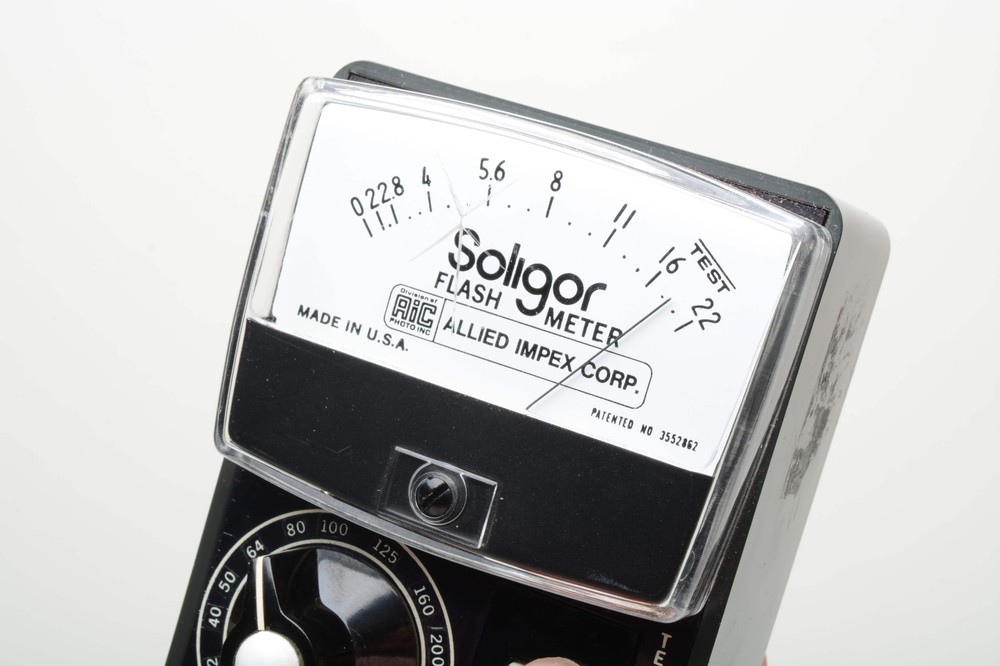 0 2 2.8 4 5.6 8 11 16 22
TEST
Soligor
FLASH METER
Division of
AiC
PHOTO INC
ALLIED IMPEX CORP.
MADE IN U.S.A.
PATENTED NO 3552862
40 50 64 80 100 125 160 200